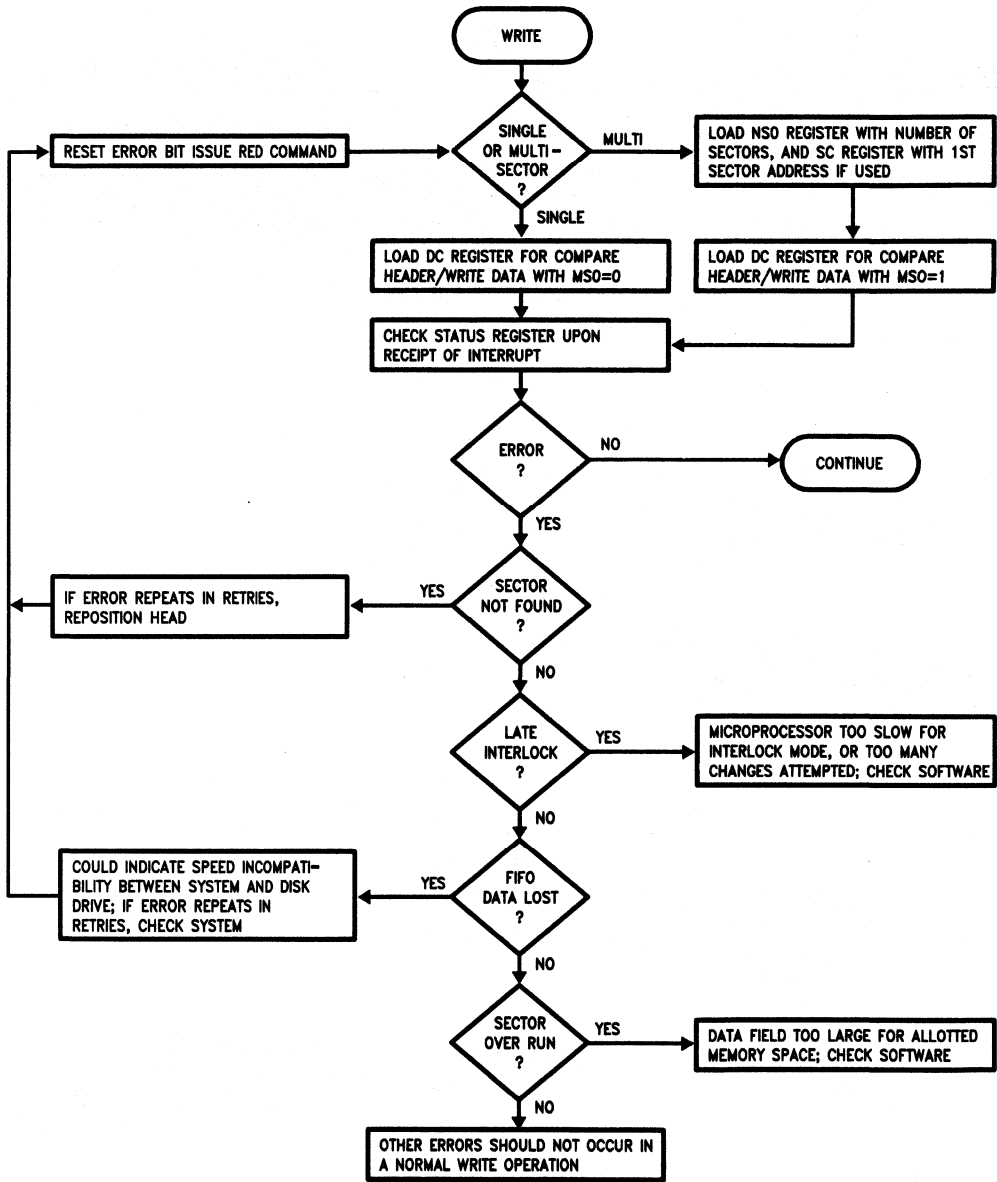 WRITE
SINGLE
OR MULTI-
SECTOR
?
MULTI
LOAD NSO REGISTER WITH NUMBER OF
SECTORS, AND SC REGISTER WITH 1ST
SECTOR ADDRESS IF USED
RESET ERROR BIT ISSUE RED COMMAND
SINGLE
LOAD DC REGISTER FOR COMPARE
HEADER/WRITE DATA WITH MSO=0
LOAD DC REGISTER FOR COMPARE
HEADER/WRITE DATA WITH MSO=1
CHECK STATUS REGISTER UPON
RECEIPT OF INTERRUPT
ERROR
?
NO
CONTINUE
YES
SECTOR
NOT FOUND
?
YES
IF ERROR REPEATS IN RETRIES,
REPOSITION HEAD
NO
LATE
INTERLOCK
?
YES
MICROPROCESSOR TOO SLOW FOR
INTERLOCK MODE, OR TOO MANY
CHANGES ATTEMPTED; CHECK SOFTWARE
NO
FIFO
DATA LOST
?
YES
COULD INDICATE SPEED INCOMPATI-
BILITY BETWEEN SYSTEM AND DISK
DRIVE; IF ERROR REPEATS IN
RETRIES, CHECK SYSTEM
NO
SECTOR
OVER RUN
?
YES
DATA FIELD TOO LARGE FOR ALLOTTED
MEMORY SPACE; CHECK SOFTWARE
NO
OTHER ERRORS SHOULD NOT OCCUR IN
A NORMAL WRITE OPERATION